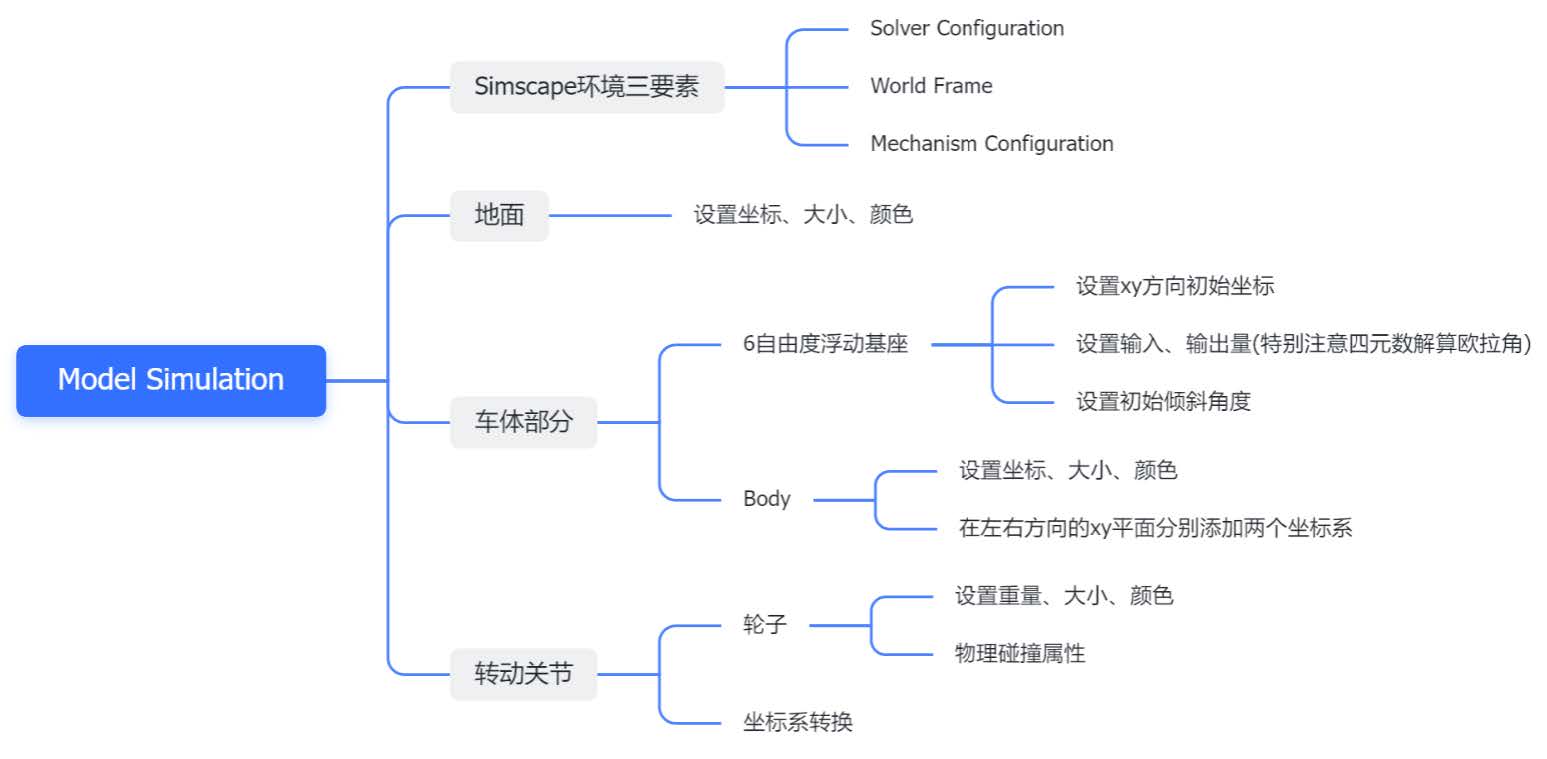 Model Simulation
Simscape环境三要素
Solver Configuration
World Frame
Mechanism Configuration
地面
设置坐标、大小、颜色
车体部分
6自由度浮动基座
设置xy方向初始坐标
设置输入、输出量(特别注意四元数解算欧拉角)
设置初始倾斜角度
Body
设置坐标、大小、颜色
在左右方向的xy平面分别添加两个坐标系
转动关节
轮子
设置重量、大小、颜色
物理碰撞属性
坐标系转换